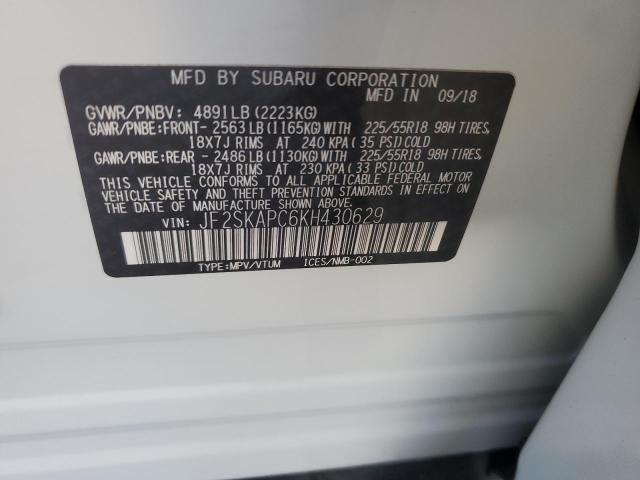 MFD BY SUBARU CORPORATION
MFD IN 09/18
GVWR/PNBV: 4891LB (2223KG)
GAWR/PNBE:FRONT- 2563LB(1165KG)WITH 225/55R18 98H TIRES,
18X7J RIMS AT 240 KPA(35 PSI)COLD
GAWR/PNBE:REAR - 2486LB(1130KG)WITH 225/55R18 98H TIRES,
18X7J RIMS AT 230 KPA(33 PSI)COLD
THIS VEHICLE CONFORMS TO ALL APPLICABLE FEDERAL MOTOR
VEHICLE SAFETY AND THEFT PREVENTION STANDARDS IN EFFECT ON
THE DATE OF MANUFACTURE SHOWN ABOVE.
VIN: JF2SKAPC6KH430629
TYPE:MPV/VTUM ICES/NMB-002